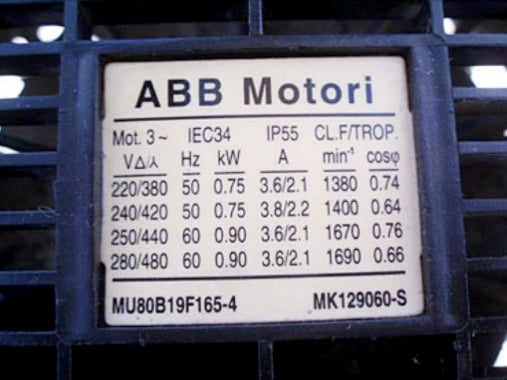 ABB Motori
Mot. 3~ IEC34 IP55 CL.F/TROP.
VΔ/⅄ Hz kW A min⁻¹ cosφ
220/380 50 0.75 3.6/2.1 1380 0.74
240/420 50 0.75 3.8/2.2 1400 0.64
250/440 60 0.90 3.6/2.1 1670 0.76
280/480 60 0.90 3.6/2.1 1690 0.66
MU80B19F165-4 MK129060-S